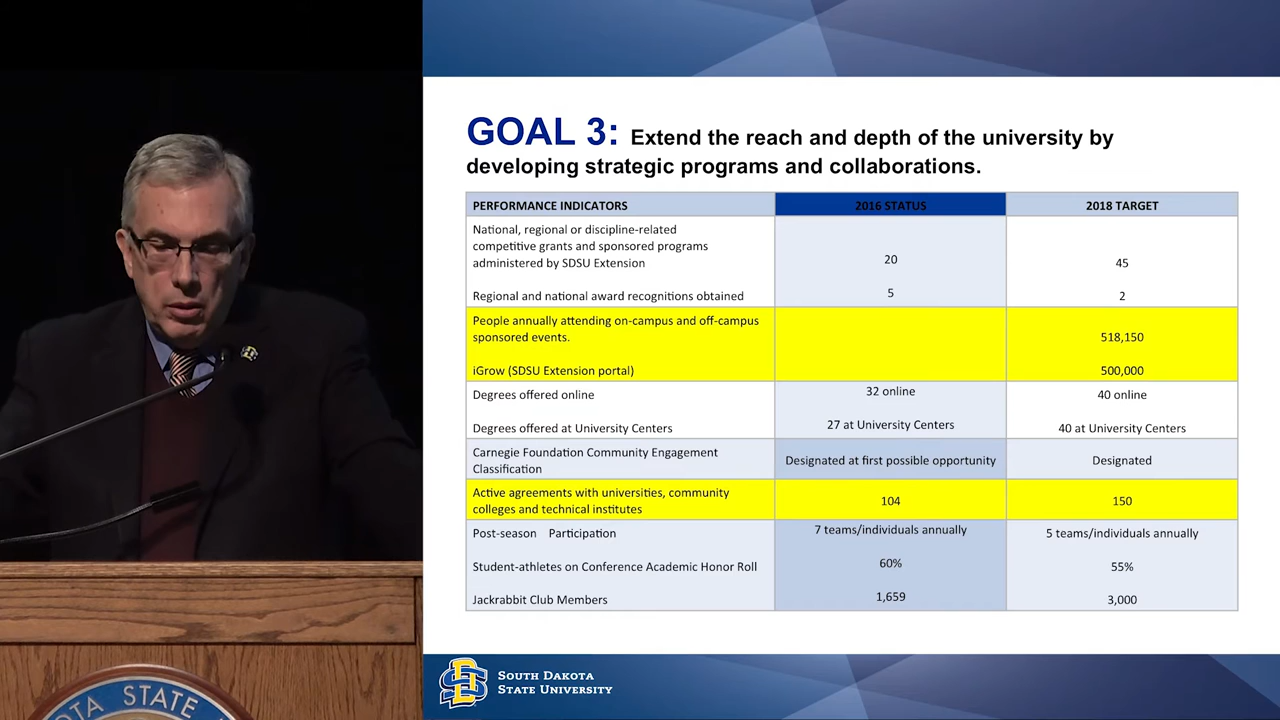 GOAL 3: Extend the reach and depth of the university by
developing strategic programs and collaborations.
PERFORMANCE INDICATORS 2016 STATUS 2018 TARGET
National, regional or discipline-related
competitive grants and sponsored programs
administered by SDSU Extension 20 45
Regional and national award recognitions obtained 5 2
People annually attending on-campus and off-campus
sponsored events. 518,150
iGrow (SDSU Extension portal) 500,000
Degrees offered online 32 online 40 online
Degrees offered at University Centers 27 at University Centers 40 at University Centers
Carnegie Foundation Community Engagement
Classification Designated at first possible opportunity Designated
Active agreements with universities, community
colleges and technical institutes 104 150
Post-season Participation 7 teams/individuals annually 5 teams/individuals annually
Student-athletes on Conference Academic Honor Roll 60% 55%
Jackrabbit Club Members 1,659 3,000
SOUTH DAKOTA
STATE UNIVERSITY
OTA STATE